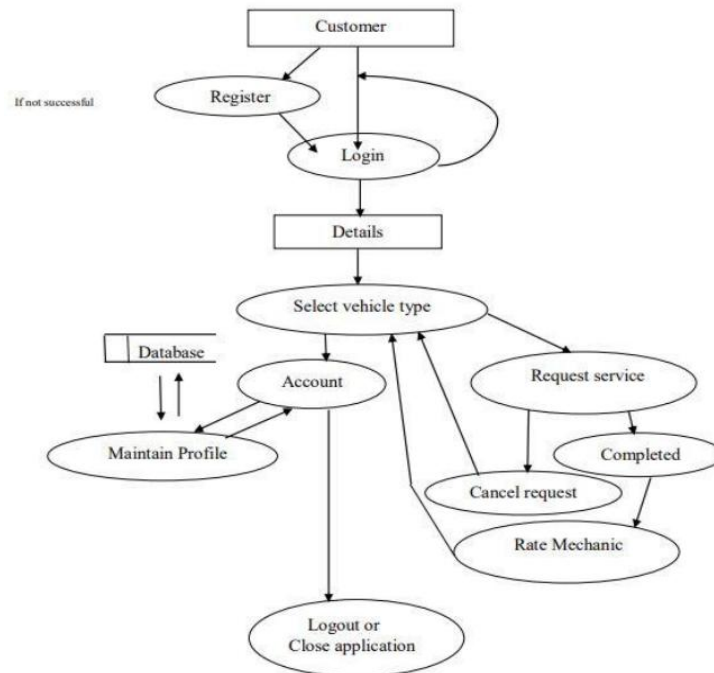 Customer
If not successful
Register
Login
Details
Select vehicle type
Database
Account
Request service
Maintain Profile
Completed
Cancel request
Rate Mechanic
Logout or
Close application